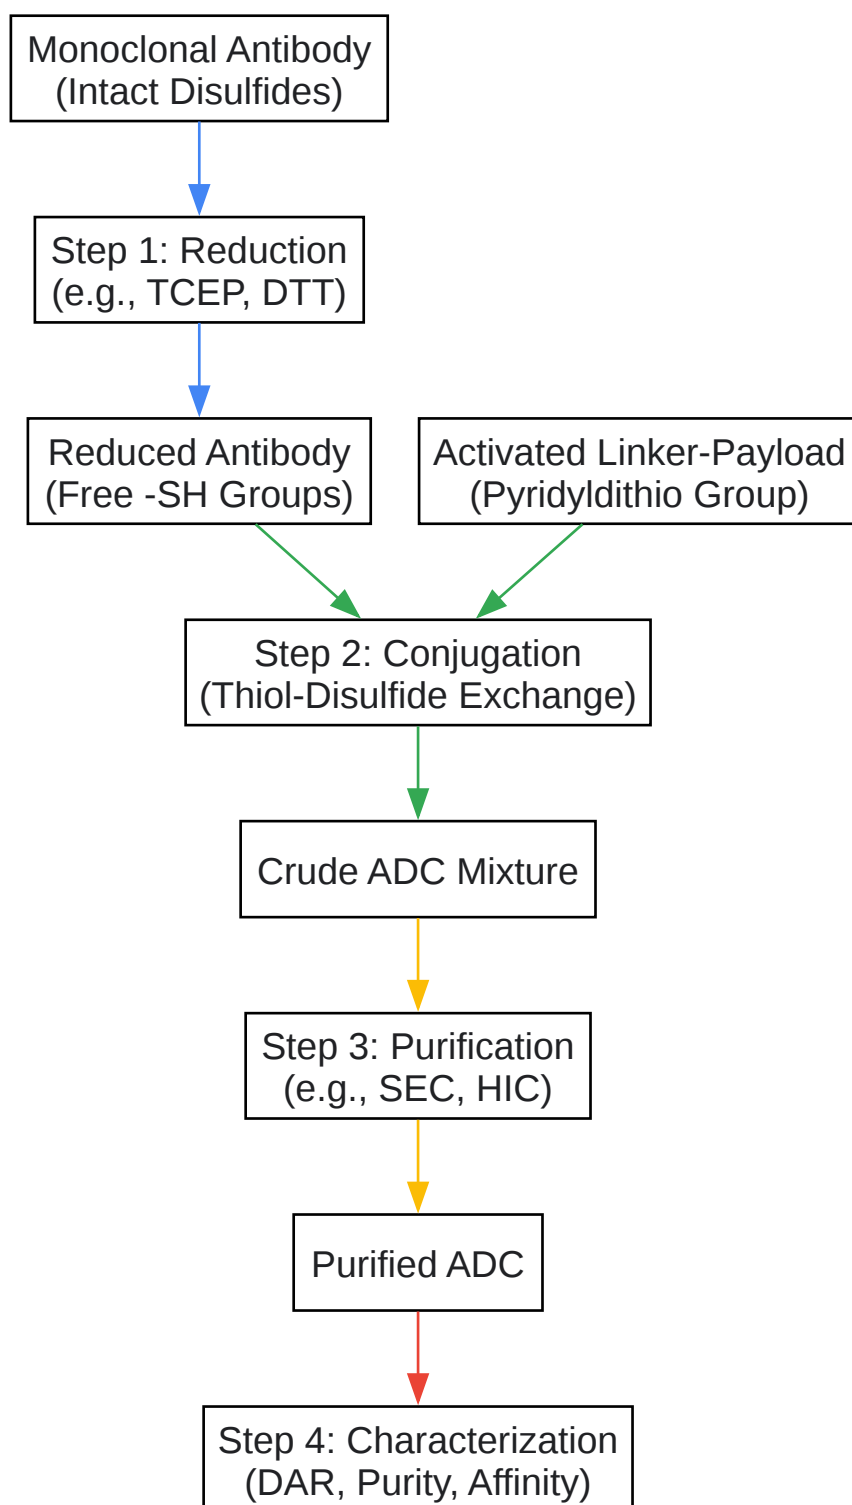 Monoclonal Antibody
(Intact Disulfides)
Step 1: Reduction
(e.g., TCEP, DTT)
Reduced Antibody
(Free -SH Groups)
Activated Linker-Payload
(Pyridyldithio Group)
Step 2: Conjugation
(Thiol-Disulfide Exchange)
Crude ADC Mixture
Step 3: Purification
(e.g., SEC, HIC)
Purified ADC
Step 4: Characterization
(DAR, Purity, Affinity)